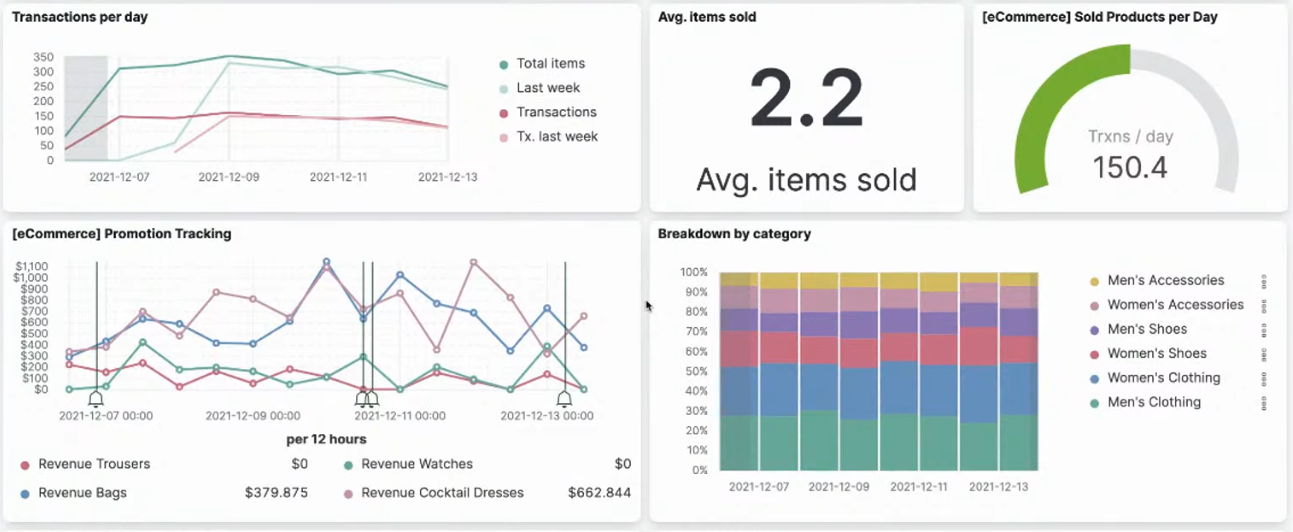 Transactions per day
350
300
250
200
150
100
50
0
2021-12-07
2021-12-09
2021-12-11
2021-12-13
Total items
Last week
Transactions
Tx. last week
Avg. items sold
2.2
Avg. items sold
[eCommerce] Sold Products per Day
Trxns / day
150.4
[eCommerce] Promotion Tracking
$1,100
$1,000
$900
$800
$700
$600
$500
$400
$300
$200
$100
$0
2021-12-07 00:00
2021-12-09 00:00
2021-12-11 00:00
2021-12-13 00:00
per 12 hours
Revenue Trousers $0
Revenue Watches $0
Revenue Bags $379.875
Revenue Cocktail Dresses $662.844
Breakdown by category
100%
90%
80%
70%
60%
50%
40%
30%
20%
10%
0%
2021-12-07
2021-12-09
2021-12-11
2021-12-13
Men's Accessories
Women's Accessories
Men's Shoes
Women's Shoes
Women's Clothing
Men's Clothing